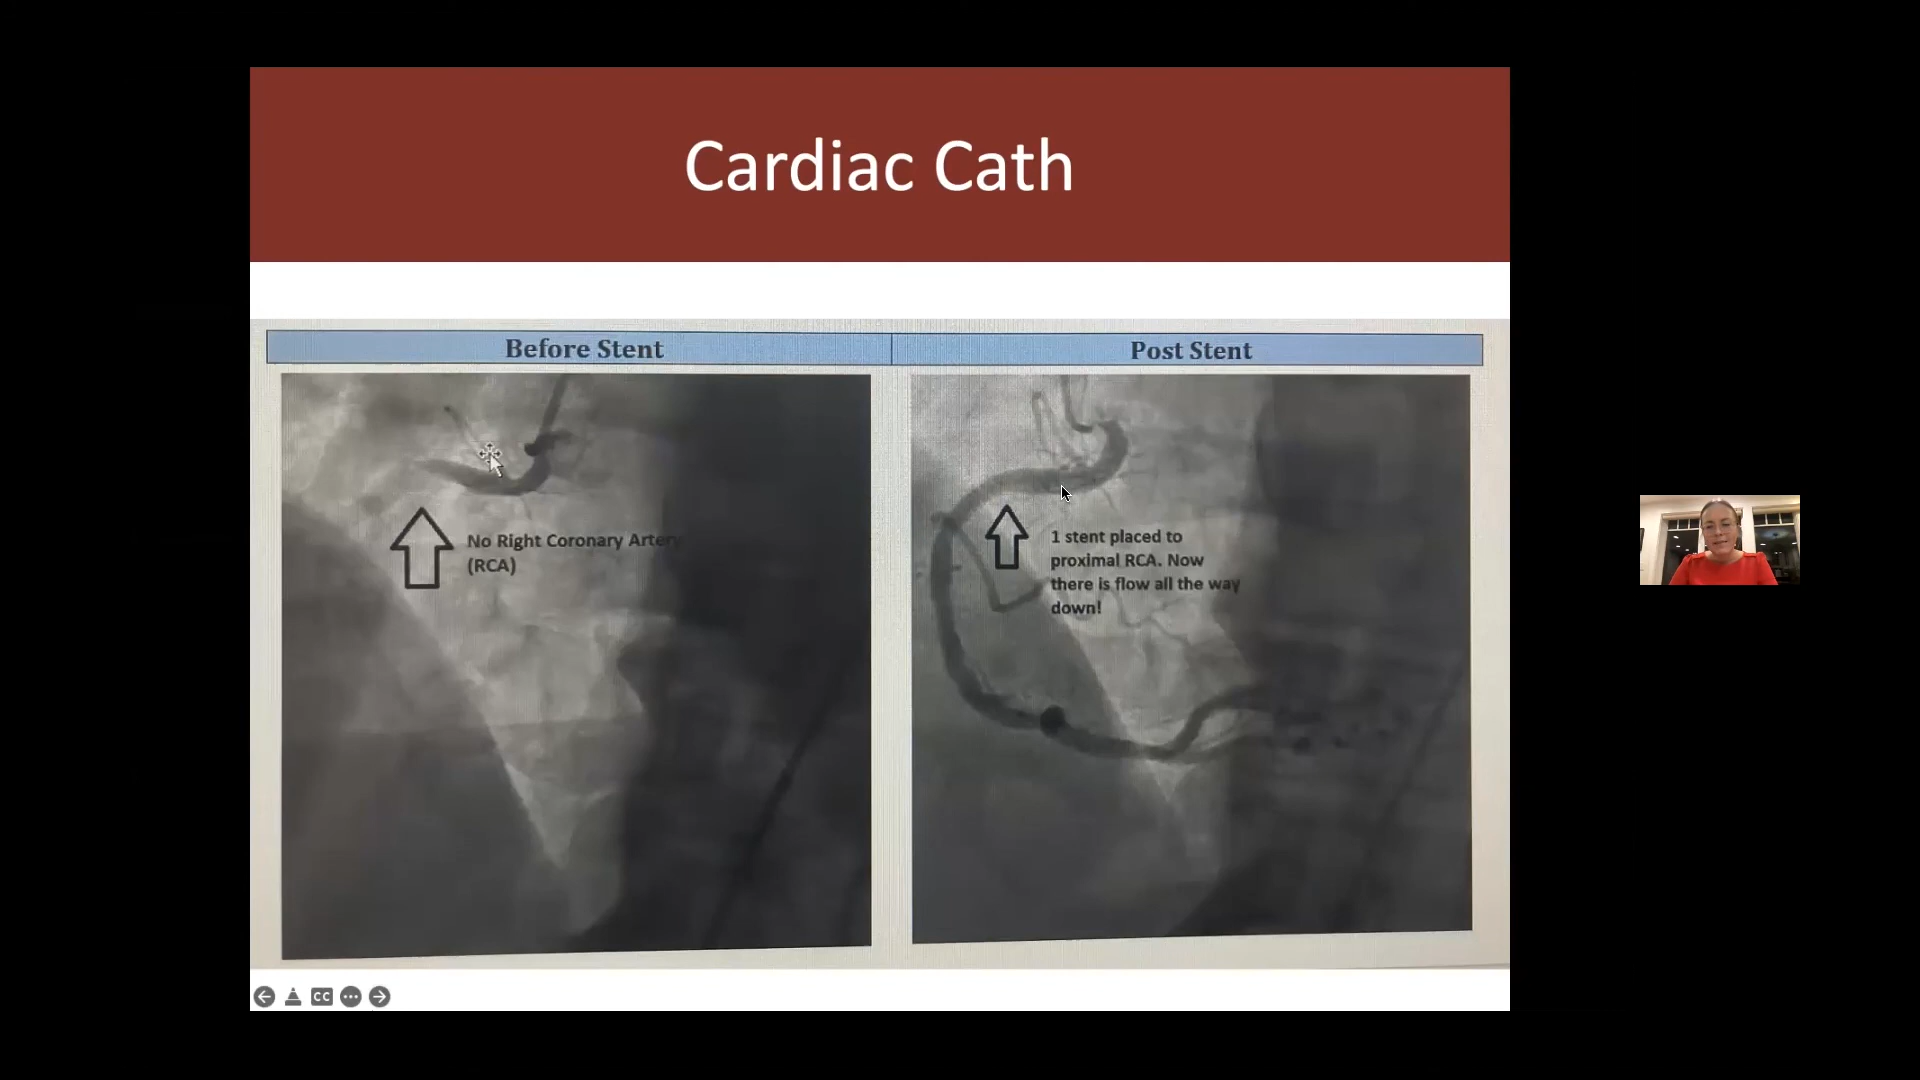 Cardiac Cath
Before Stent
Post Stent
No Right Coronary Artery
(RCA)
1 stent placed to
proximal RCA. Now
there is flow all the way
down!
CC